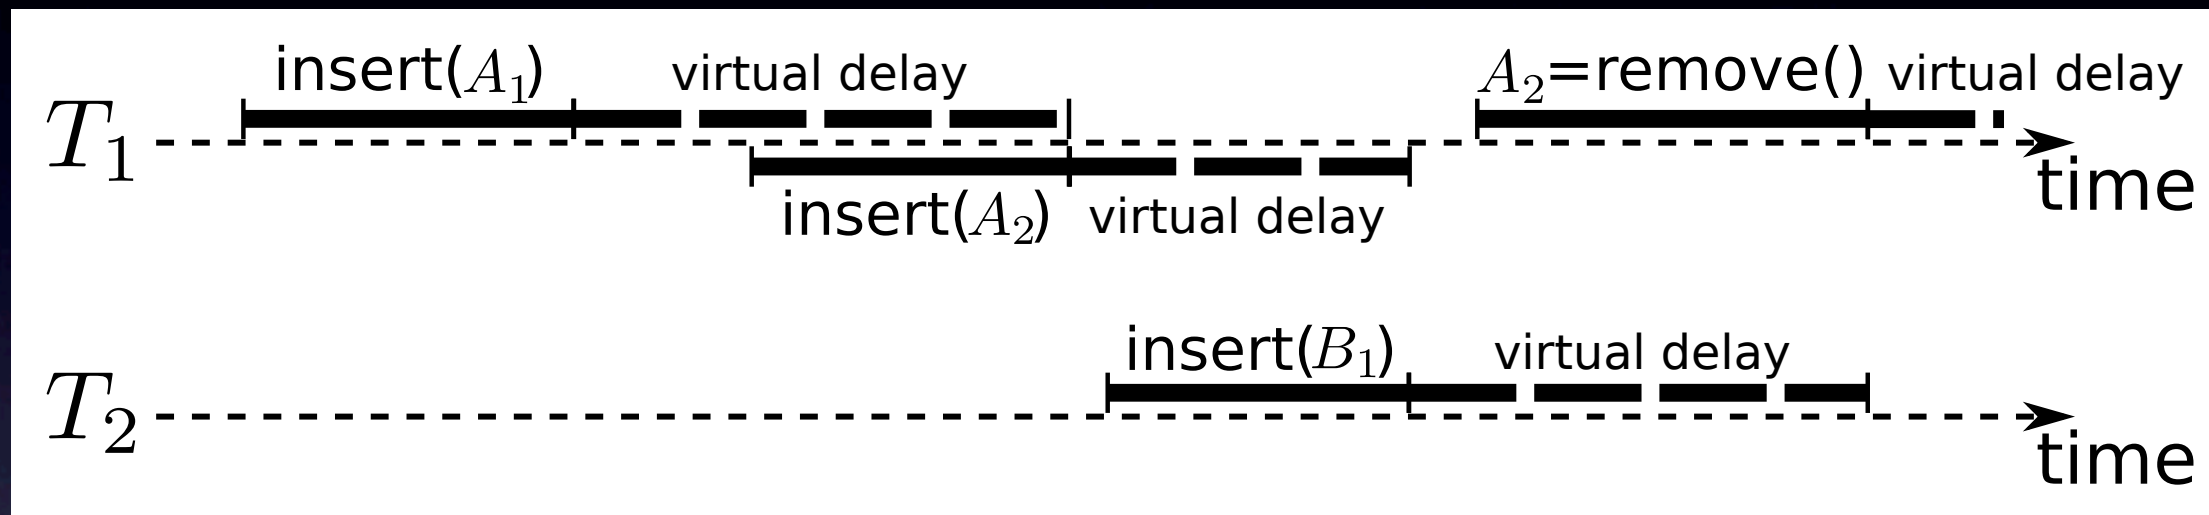 insert(A₁) virtual delay A₂=remove() virtual delay
T₁
time
insert(A₂) virtual delay
insert(B₁) virtual delay
T₂
time